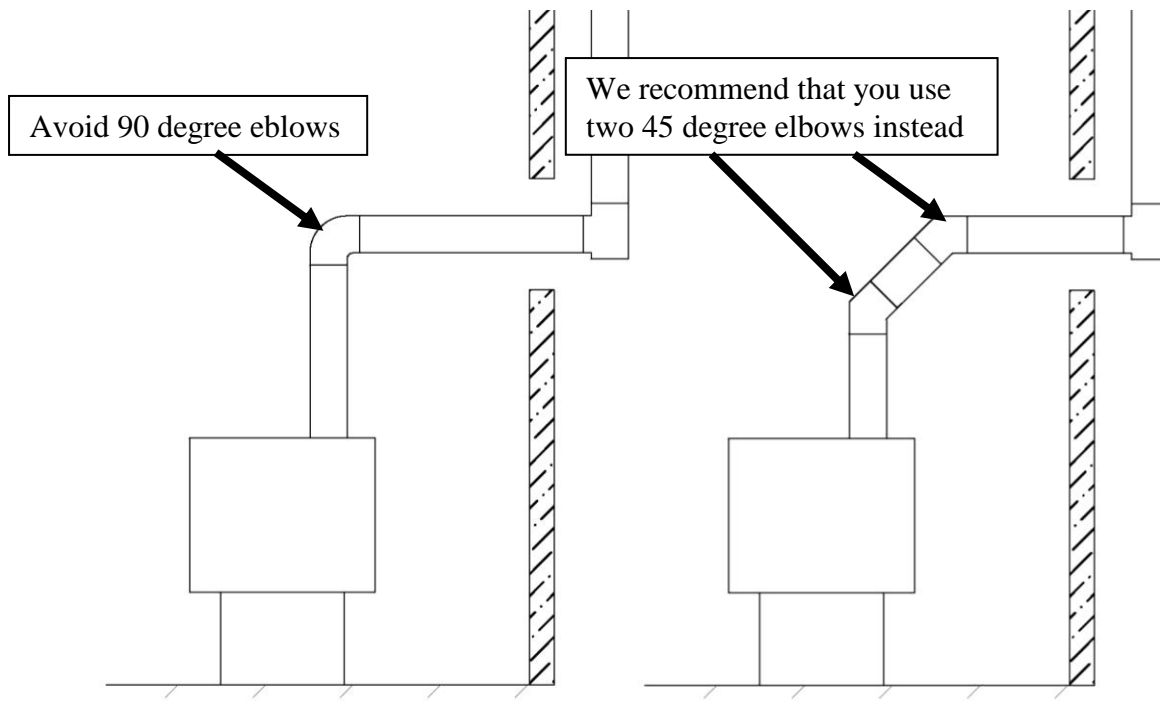 Avoid 90 degree eblows
We recommend that you use
two 45 degree elbows instead